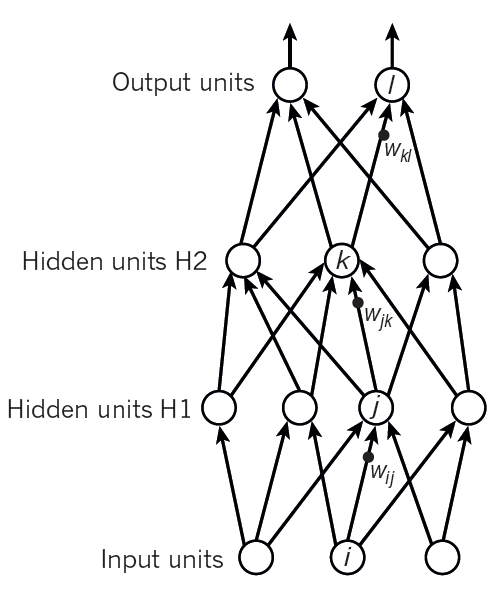 Output units
l
w_kl
Hidden units H2
k
w_jk
Hidden units H1
j
w_ij
Input units
i